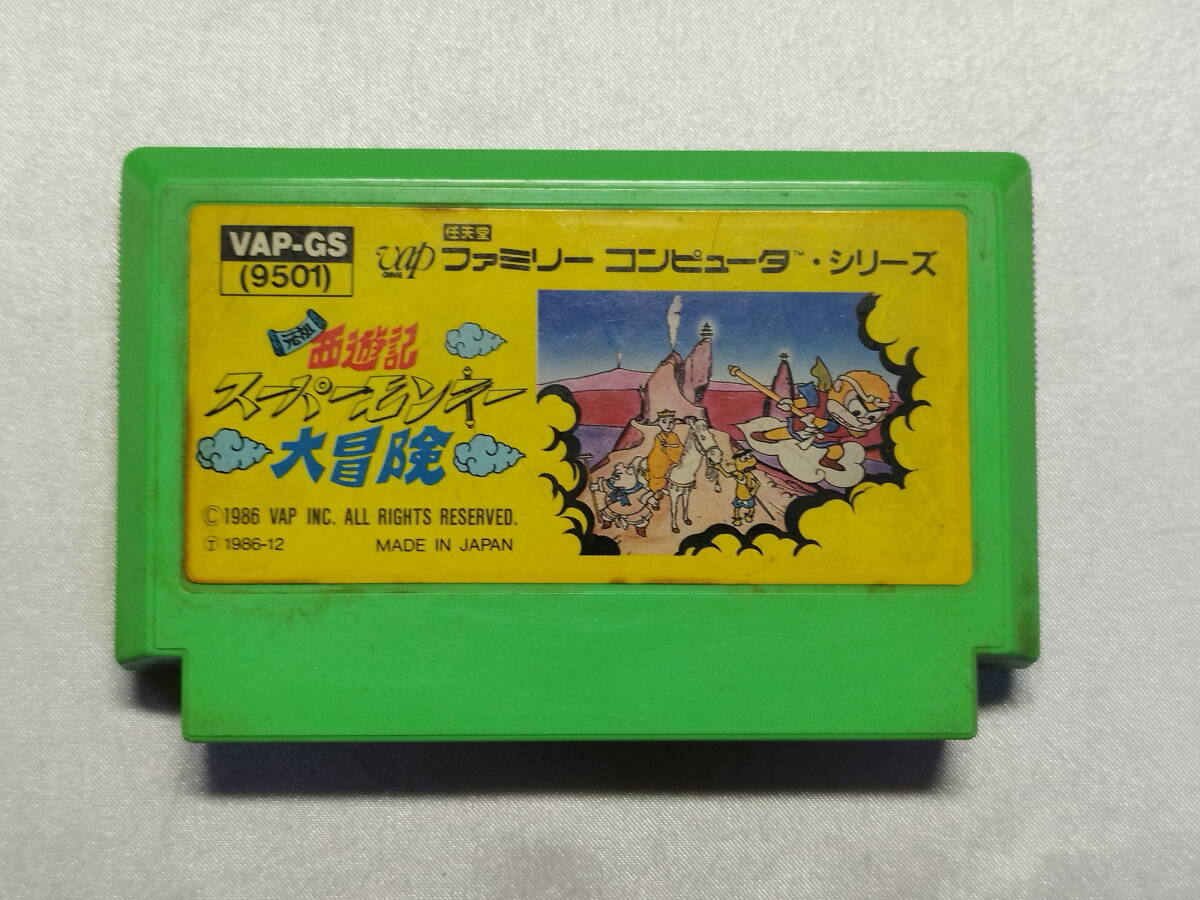 VAP-GS
(9501)
vap
GAME
任天堂
ファミリー コンピュータ™・シリーズ
元祖
西遊記
スーパーモンキー
大冒険
©1986 VAP INC. ALL RIGHTS RESERVED.
Ⓣ 1986-12 MADE IN JAPAN